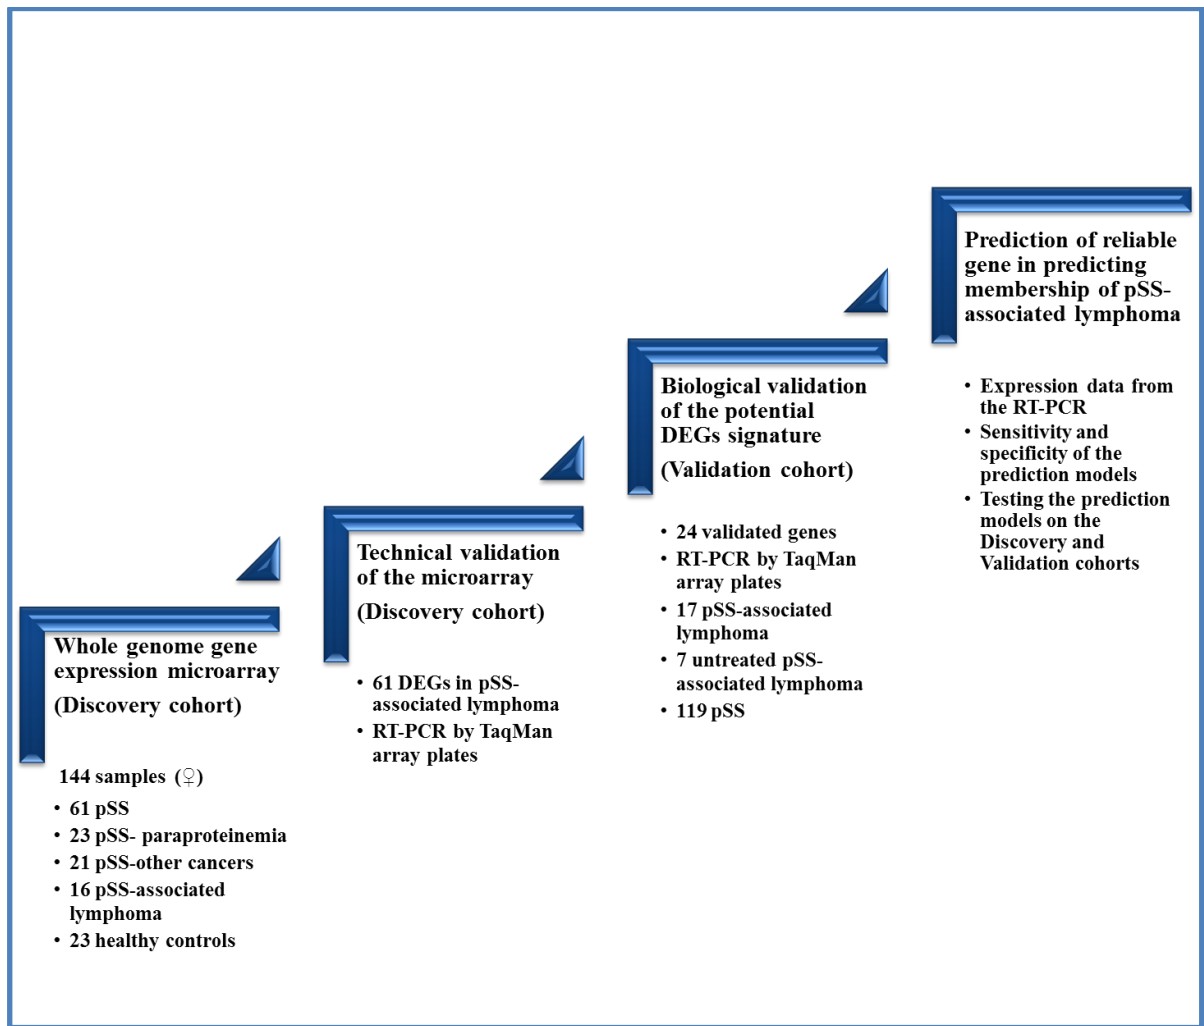 Whole genome gene
expression microarray
(Discovery cohort)
144 samples (♀)
• 61 pSS
• 23 pSS- paraproteinemia
• 21 pSS-other cancers
• 16 pSS-associated
lymphoma
• 23 healthy controls
Technical validation
of the microarray
(Discovery cohort)
• 61 DEGs in pSS-
associated lymphoma
• RT-PCR by TaqMan
array plates
Biological validation
of the potential
DEGs signature
(Validation cohort)
• 24 validated genes
• RT-PCR by TaqMan
array plates
• 17 pSS-associated
lymphoma
• 7 untreated pSS-
associated lymphoma
• 119 pSS
Prediction of reliable
gene in predicting
membership of pSS-
associated lymphoma
• Expression data from
the RT-PCR
• Sensitivity and
specificity of the
prediction models
• Testing the prediction
models on the
Discovery and
Validation cohorts